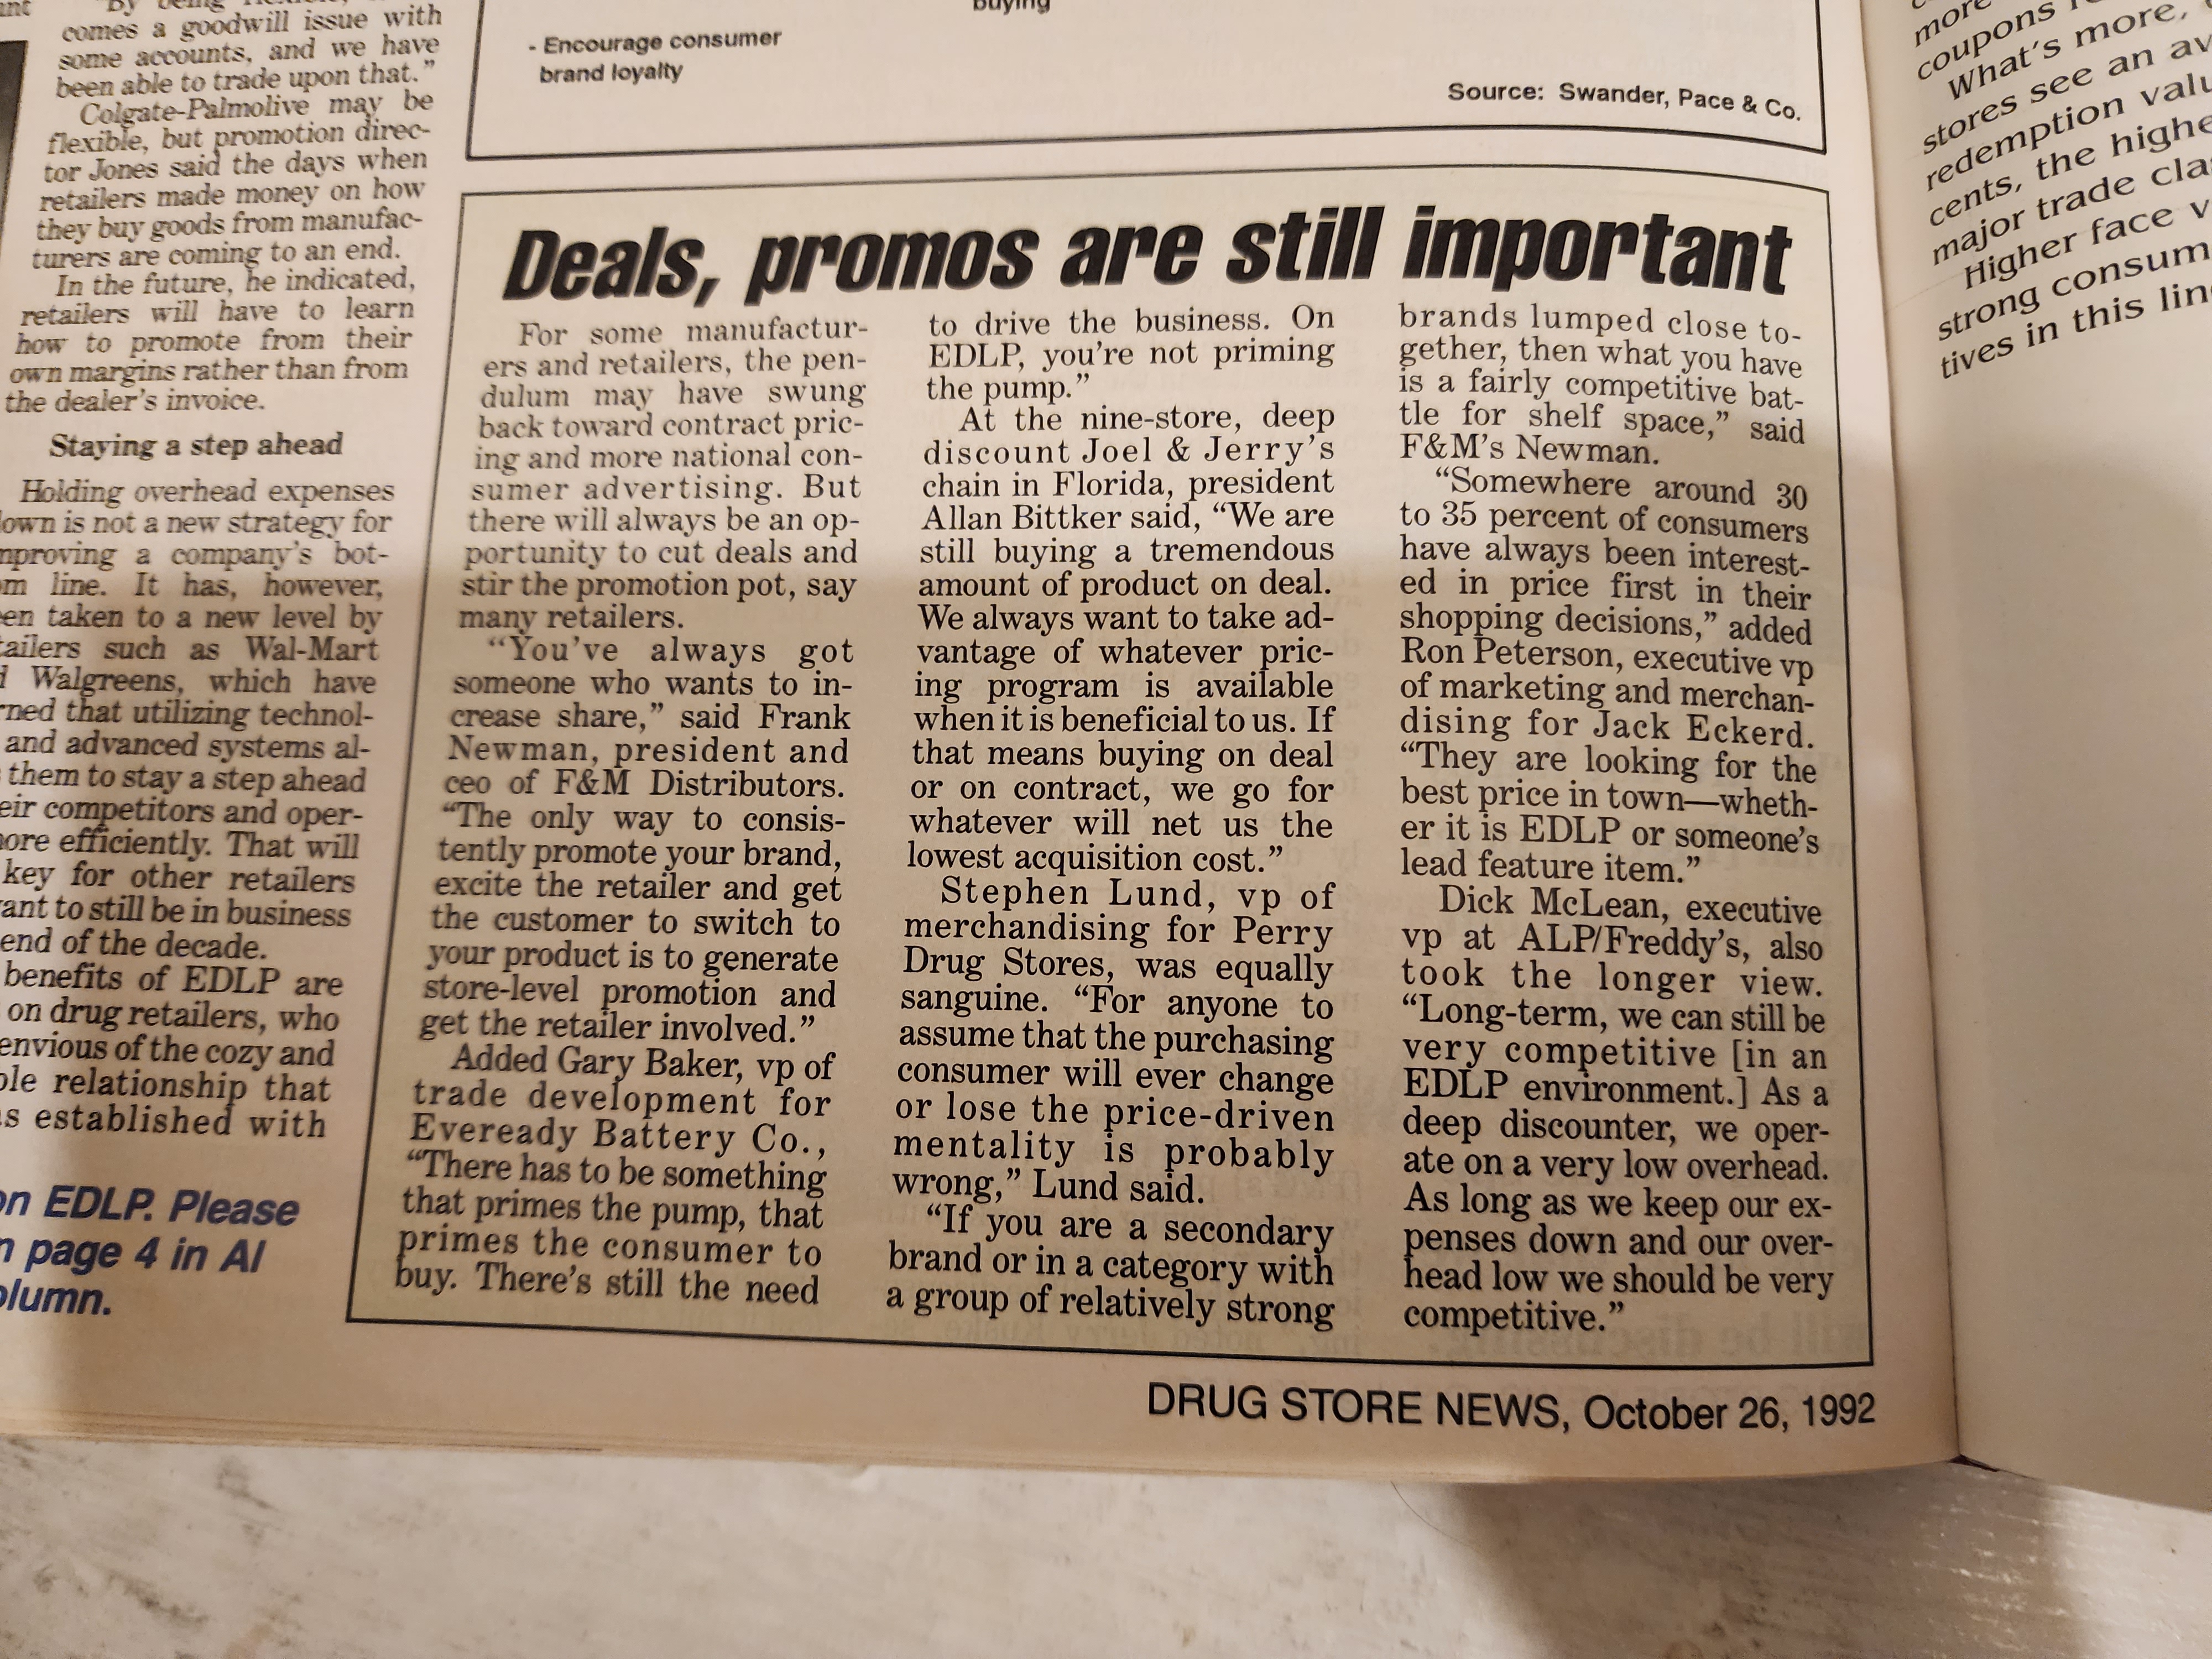 comes a goodwill issue with
some accounts, and we have
been able to trade upon that."
Colgate-Palmolive may be
flexible, but promotion direc-
tor Jones said the days when
retailers made money on how
they buy goods from manufac-
turers are coming to an end.
In the future, he indicated,
retailers will have to learn
how to promote from their
own margins rather than from
the dealer's invoice.
Staying a step ahead
Holding overhead expenses
down is not a new strategy for
improving a company's bot-
line. It has, however,
taken to a new level by
such as Wal-Mart
Walgreens, which have
that utilizing technol-
and advanced systems al-
them to stay a step ahead
competitors and oper-
more efficiently. That will
key for other retailers
to still be in business
end of the decade.
benefits of EDLP are
on drug retailers, who
envious of the cozy and
relationship that
established with
on EDLP. Please
page 4 in Al
buying
- Encourage consumer
brand loyalty
Source: Swander, Pace & Co.
Deals, promos are still important
For some manufactur-
ers and retailers, the pen-
dulum may have swung
back toward contract pric-
ing and more national con-
sumer advertising. But
there will always be an op-
portunity to cut deals and
stir the promotion pot, say
many retailers.
"You've always got
someone who wants to in-
crease share," said Frank
Newman, president and
ceo of F&M Distributors.
"The only way to consis-
tently promote your brand,
excite the retailer and get
the customer to switch to
your product is to generate
store-level promotion and
get the retailer involved."
Added Gary Baker, vp of
trade development for
Eveready Battery Co.,
"There has to be something
that primes the pump, that
primes the consumer to
buy. There's still the need
to drive the business. On
EDLP, you're not priming
the pump."
At the nine-store, deep
discount Joel & Jerry's
chain in Florida, president
Allan Bittker said, "We are
still buying a tremendous
amount of product on deal.
We always want to take ad-
vantage of whatever pric-
ing program is available
when it is beneficial to us. If
that means buying on deal
or on contract, we go for
whatever will net us the
lowest acquisition cost."
Stephen Lund, vp of
merchandising for Perry
Drug Stores, was equally
sanguine. "For anyone to
assume that the purchasing
consumer will ever change
or lose the price-driven
mentality is probably
wrong," Lund said.
"If you are a secondary
brand or in a category with
a group of relatively strong
brands lumped close to-
gether, then what you have
is a fairly competitive bat-
tle for shelf space," said
F&M's Newman.
"Somewhere around 30
to 35 percent of consumers
have always been interest-
ed in price first in their
shopping decisions," added
Ron Peterson, executive vp
of marketing and merchan-
dising for Jack Eckerd.
"They are looking for the
best price in town—wheth-
er it is EDLP or someone's
lead feature item."
Dick McLean, executive
vp at ALP/Freddy's, also
took the longer view.
"Long-term, we can still be
very competitive [in an
EDLP environment.] As a
deep discounter, we oper-
ate on a very low overhead.
As long as we keep our ex-
penses down and our over-
head low we should be very
competitive."
DRUG STORE NEWS, October 26, 1992
more
coupons
What's more,
stores see an
redemption
cents, the
major trade
Higher face
strong
tives in this